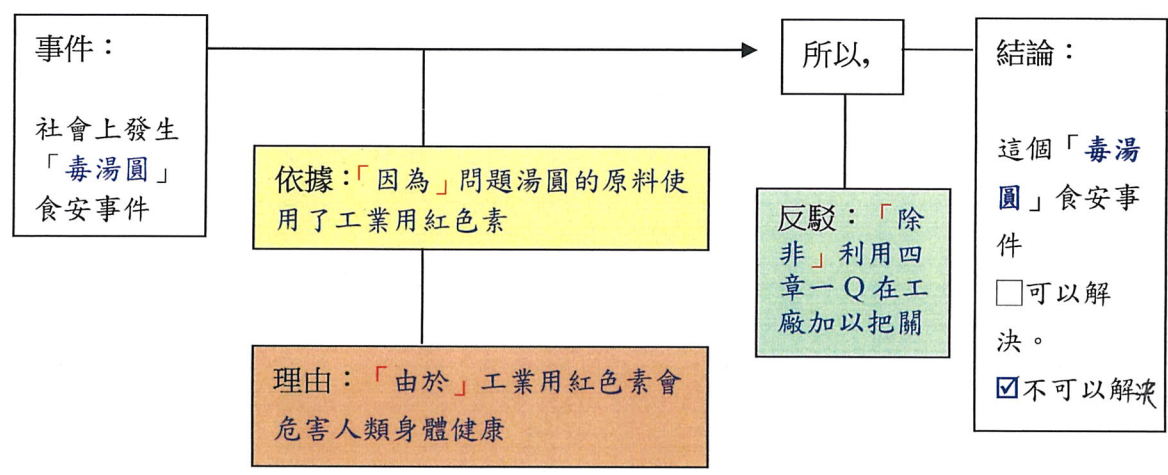 事件：
社會上發生
「毒湯圓」
食安事件
依據：「因為」問題湯圓的原料使
用了工業用紅色素
理由：「由於」工業用紅色素會
危害人類身體健康
所以,
反駁：「除
非」利用四
章一Q在工
廠加以把關
結論：
這個「毒湯
圓」食安事
件
□可以解
決。
☑不可以解決